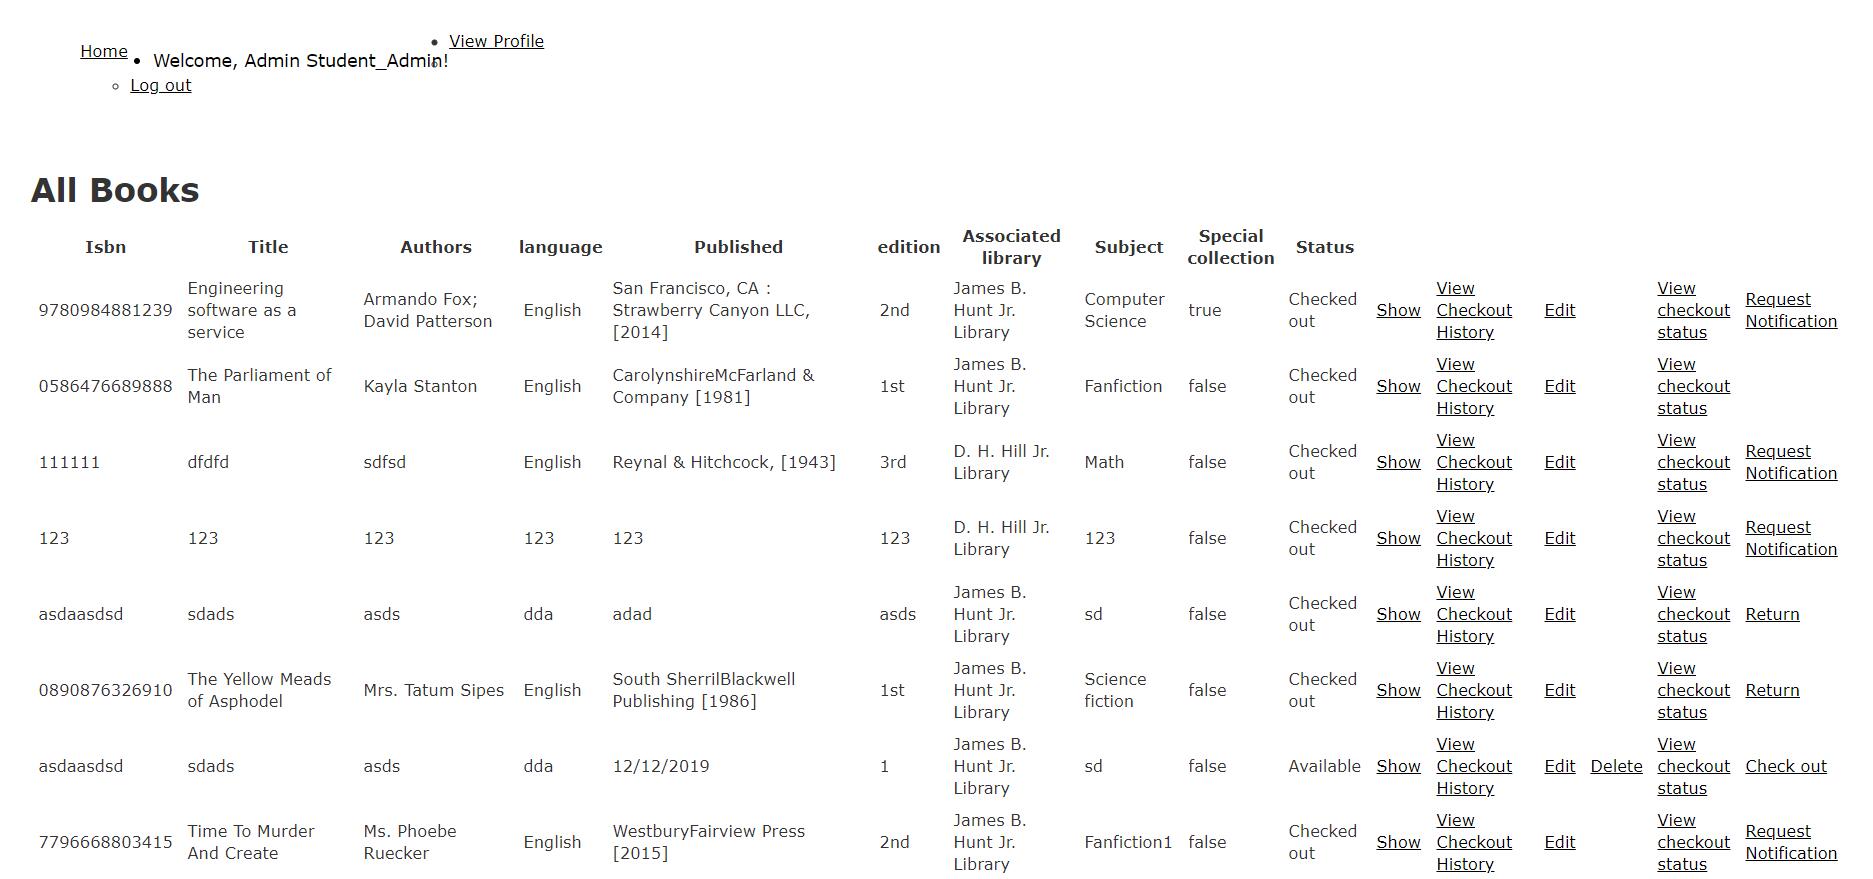 View Profile
Home
Welcome, Admin Student_Admin!
Log out
All Books
Isbn Title Authors language Published edition Associated library Subject Special collection Status
9780984881239 Engineering software as a service Armando Fox; David Patterson English San Francisco, CA : Strawberry Canyon LLC, [2014] 2nd James B. Hunt Jr. Library Computer Science true Checked out Show View Checkout History Edit View checkout status Request Notification
0586476689888 The Parliament of Man Kayla Stanton English CarolynshireMcFarland & Company [1981] 1st James B. Hunt Jr. Library Fanfiction false Checked out Show View Checkout History Edit View checkout status
111111 dfdfd sdfsd English Reynal & Hitchcock, [1943] 3rd D. H. Hill Jr. Library Math false Checked out Show View Checkout History Edit View checkout status Request Notification
123 123 123 123 123 123 D. H. Hill Jr. Library 123 false Checked out Show View Checkout History Edit View checkout status Request Notification
asdaasdsd sdads asds dda adad asds James B. Hunt Jr. Library sd false Checked out Show View Checkout History Edit View checkout status Return
0890876326910 The Yellow Meads of Asphodel Mrs. Tatum Sipes English South SherrilBlackwell Publishing [1986] 1st James B. Hunt Jr. Library Science fiction false Checked out Show View Checkout History Edit View checkout status Return
asdaasdsd sdads asds dda 12/12/2019 1 James B. Hunt Jr. Library sd false Available Show View Checkout History Edit Delete View checkout status Check out
7796668803415 Time To Murder And Create Ms. Phoebe Ruecker English WestburyFairview Press [2015] 2nd James B. Hunt Jr. Library Fanfiction1 false Checked out Show View Checkout History Edit View checkout status Request Notification